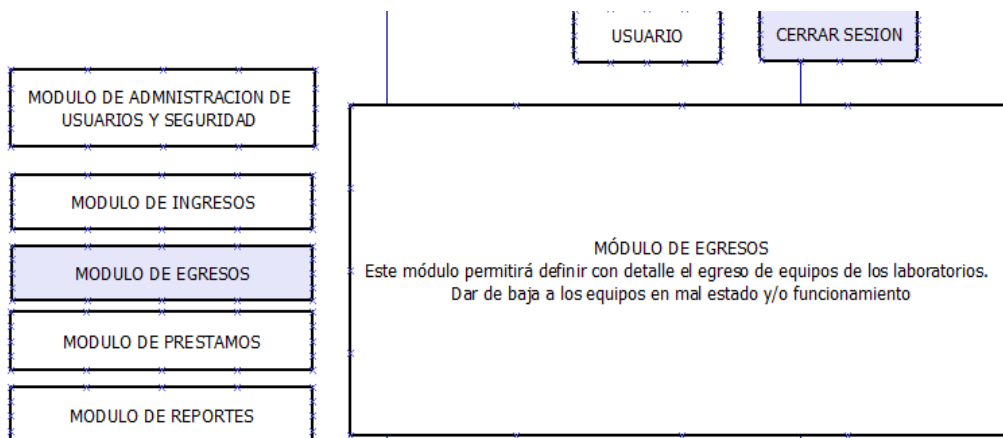 USUARIO
CERRAR SESION
MODULO DE ADMNISTRACION DE
USUARIOS Y SEGURIDAD
MODULO DE INGRESOS
MODULO DE EGRESOS
MODULO DE PRESTAMOS
MODULO DE REPORTES
MÓDULO DE EGRESOS
Este módulo permitirá definir con detalle el egreso de equipos de los laboratorios.
Dar de baja a los equipos en mal estado y/o funcionamiento